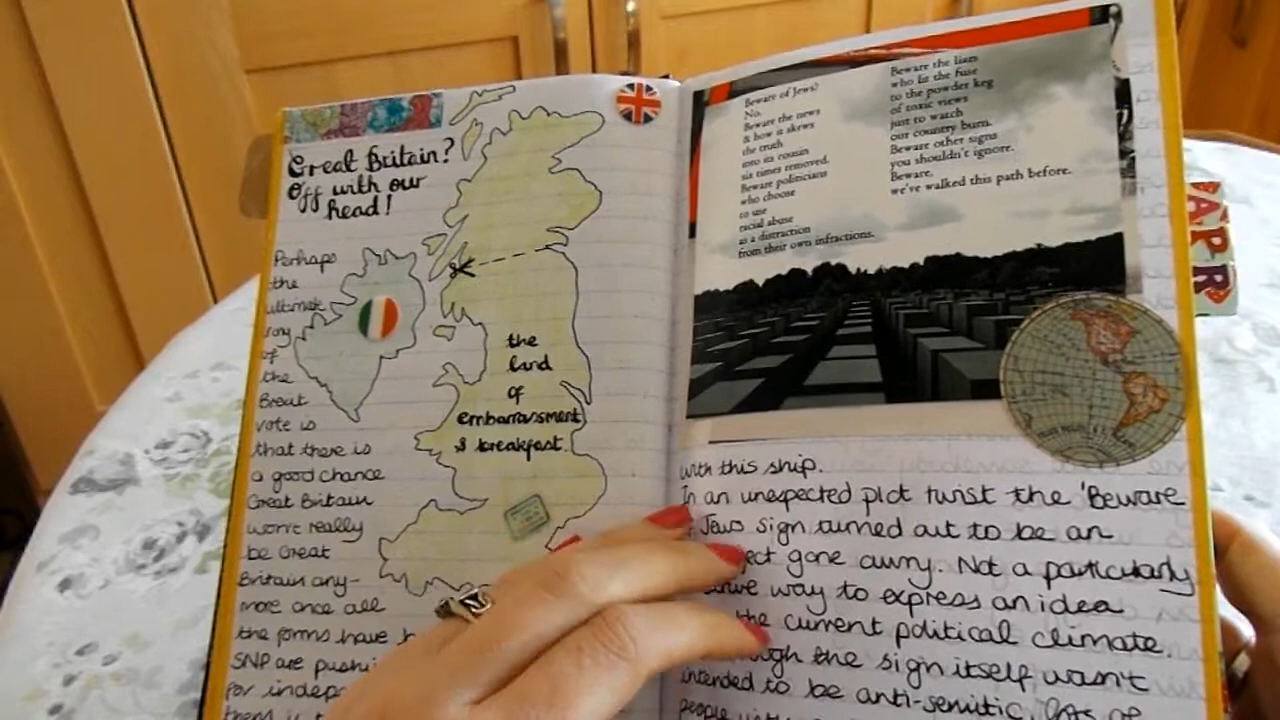 Great Britain?
Off with our
head!
Perhaps
the
ultimate
irony
of
the
Brexit
vote is
that there is
a good chance
Great Britain
won't really
be Great
Britain any-
more once all
the forms have
SNP are
for
the
land
of
embarrassment
& breakfast.
Beware of Jews?
No.
Beware the news
& how it skews
the truth
into its cousin
six times removed.
Beware politicians
who choose
to use
racial abuse
as a distraction
from their own infractions.
Beware the liars
who lit the fuse
to the powder keg
of toxic views
just to watch
our country burn.
Beware other signs
you shouldn't ignore.
Beware,
we've walked this path before.
with this ship.
In an unexpected plot twist the 'Beware
Jews sign turned out to be an
gone awry. Not a particularly
way to express an idea
the current political climate.
the sign itself wasn't
intended to be anti-semitic, lots of
people